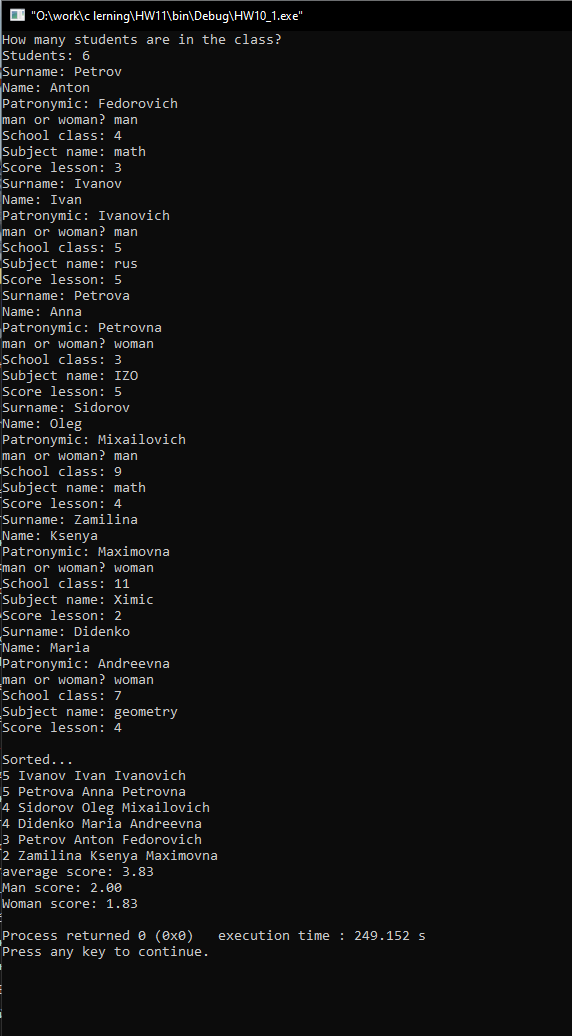 "O:\work\c lerning\HW11\bin\Debug\HW10_1.exe"
How many students are in the class?
Students: 6
Surname: Petrov
Name: Anton
Patronymic: Fedorovich
man or woman? man
School class: 4
Subject name: math
Score lesson: 3
Surname: Ivanov
Name: Ivan
Patronymic: Ivanovich
man or woman? man
School class: 5
Subject name: rus
Score lesson: 5
Surname: Petrova
Name: Anna
Patronymic: Petrovna
man or woman? woman
School class: 3
Subject name: IZO
Score lesson: 5
Surname: Sidorov
Name: Oleg
Patronymic: Mixailovich
man or woman? man
School class: 9
Subject name: math
Score lesson: 4
Surname: Zamilina
Name: Ksenya
Patronymic: Maximovna
man or woman? woman
School class: 11
Subject name: Ximic
Score lesson: 2
Surname: Didenko
Name: Maria
Patronymic: Andreevna
man or woman? woman
School class: 7
Subject name: geometry
Score lesson: 4
Sorted...
5 Ivanov Ivan Ivanovich
5 Petrova Anna Petrovna
4 Sidorov Oleg Mixailovich
4 Didenko Maria Andreevna
3 Petrov Anton Fedorovich
2 Zamilina Ksenya Maximovna
average score: 3.83
Man score: 2.00
Woman score: 1.83
Process returned 0 (0x0)   execution time : 249.152 s
Press any key to continue.